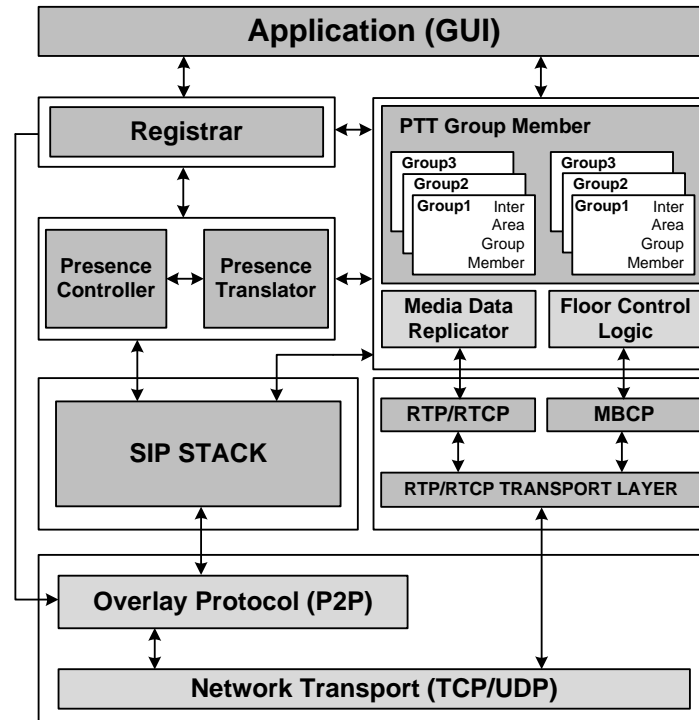 Application (GUI)
Registrar
PTT Group Member
Group3
Group2
Group1 Inter
Area
Group
Member
Group3
Group2
Group1 Inter
Area
Group
Member
Presence
Controller
Presence
Translator
Media Data
Replicator
Floor Control
Logic
SIP STACK
RTP/RTCP
MBCP
RTP/RTCP TRANSPORT LAYER
Overlay Protocol (P2P)
Network Transport (TCP/UDP)